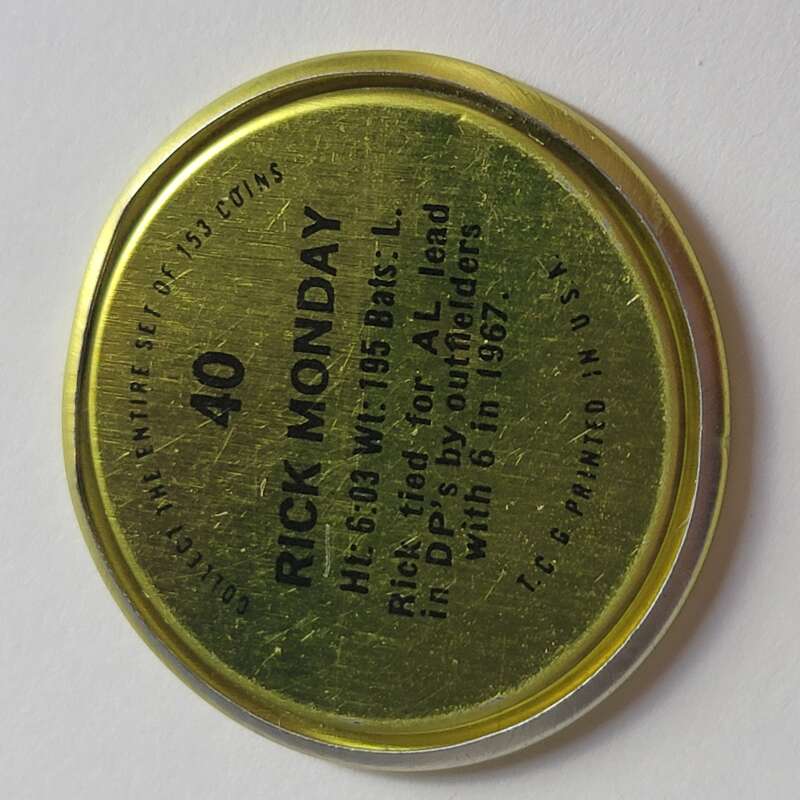 COLLECT THE ENTIRE SET OF 153 COINS
40
RICK MONDAY
Ht: 6:03 Wt: 195 Bats: L.
Rick tied for AL lead
in DP's by outfielders
with 6 in 1967.
T. C G PRINTED IN U S A